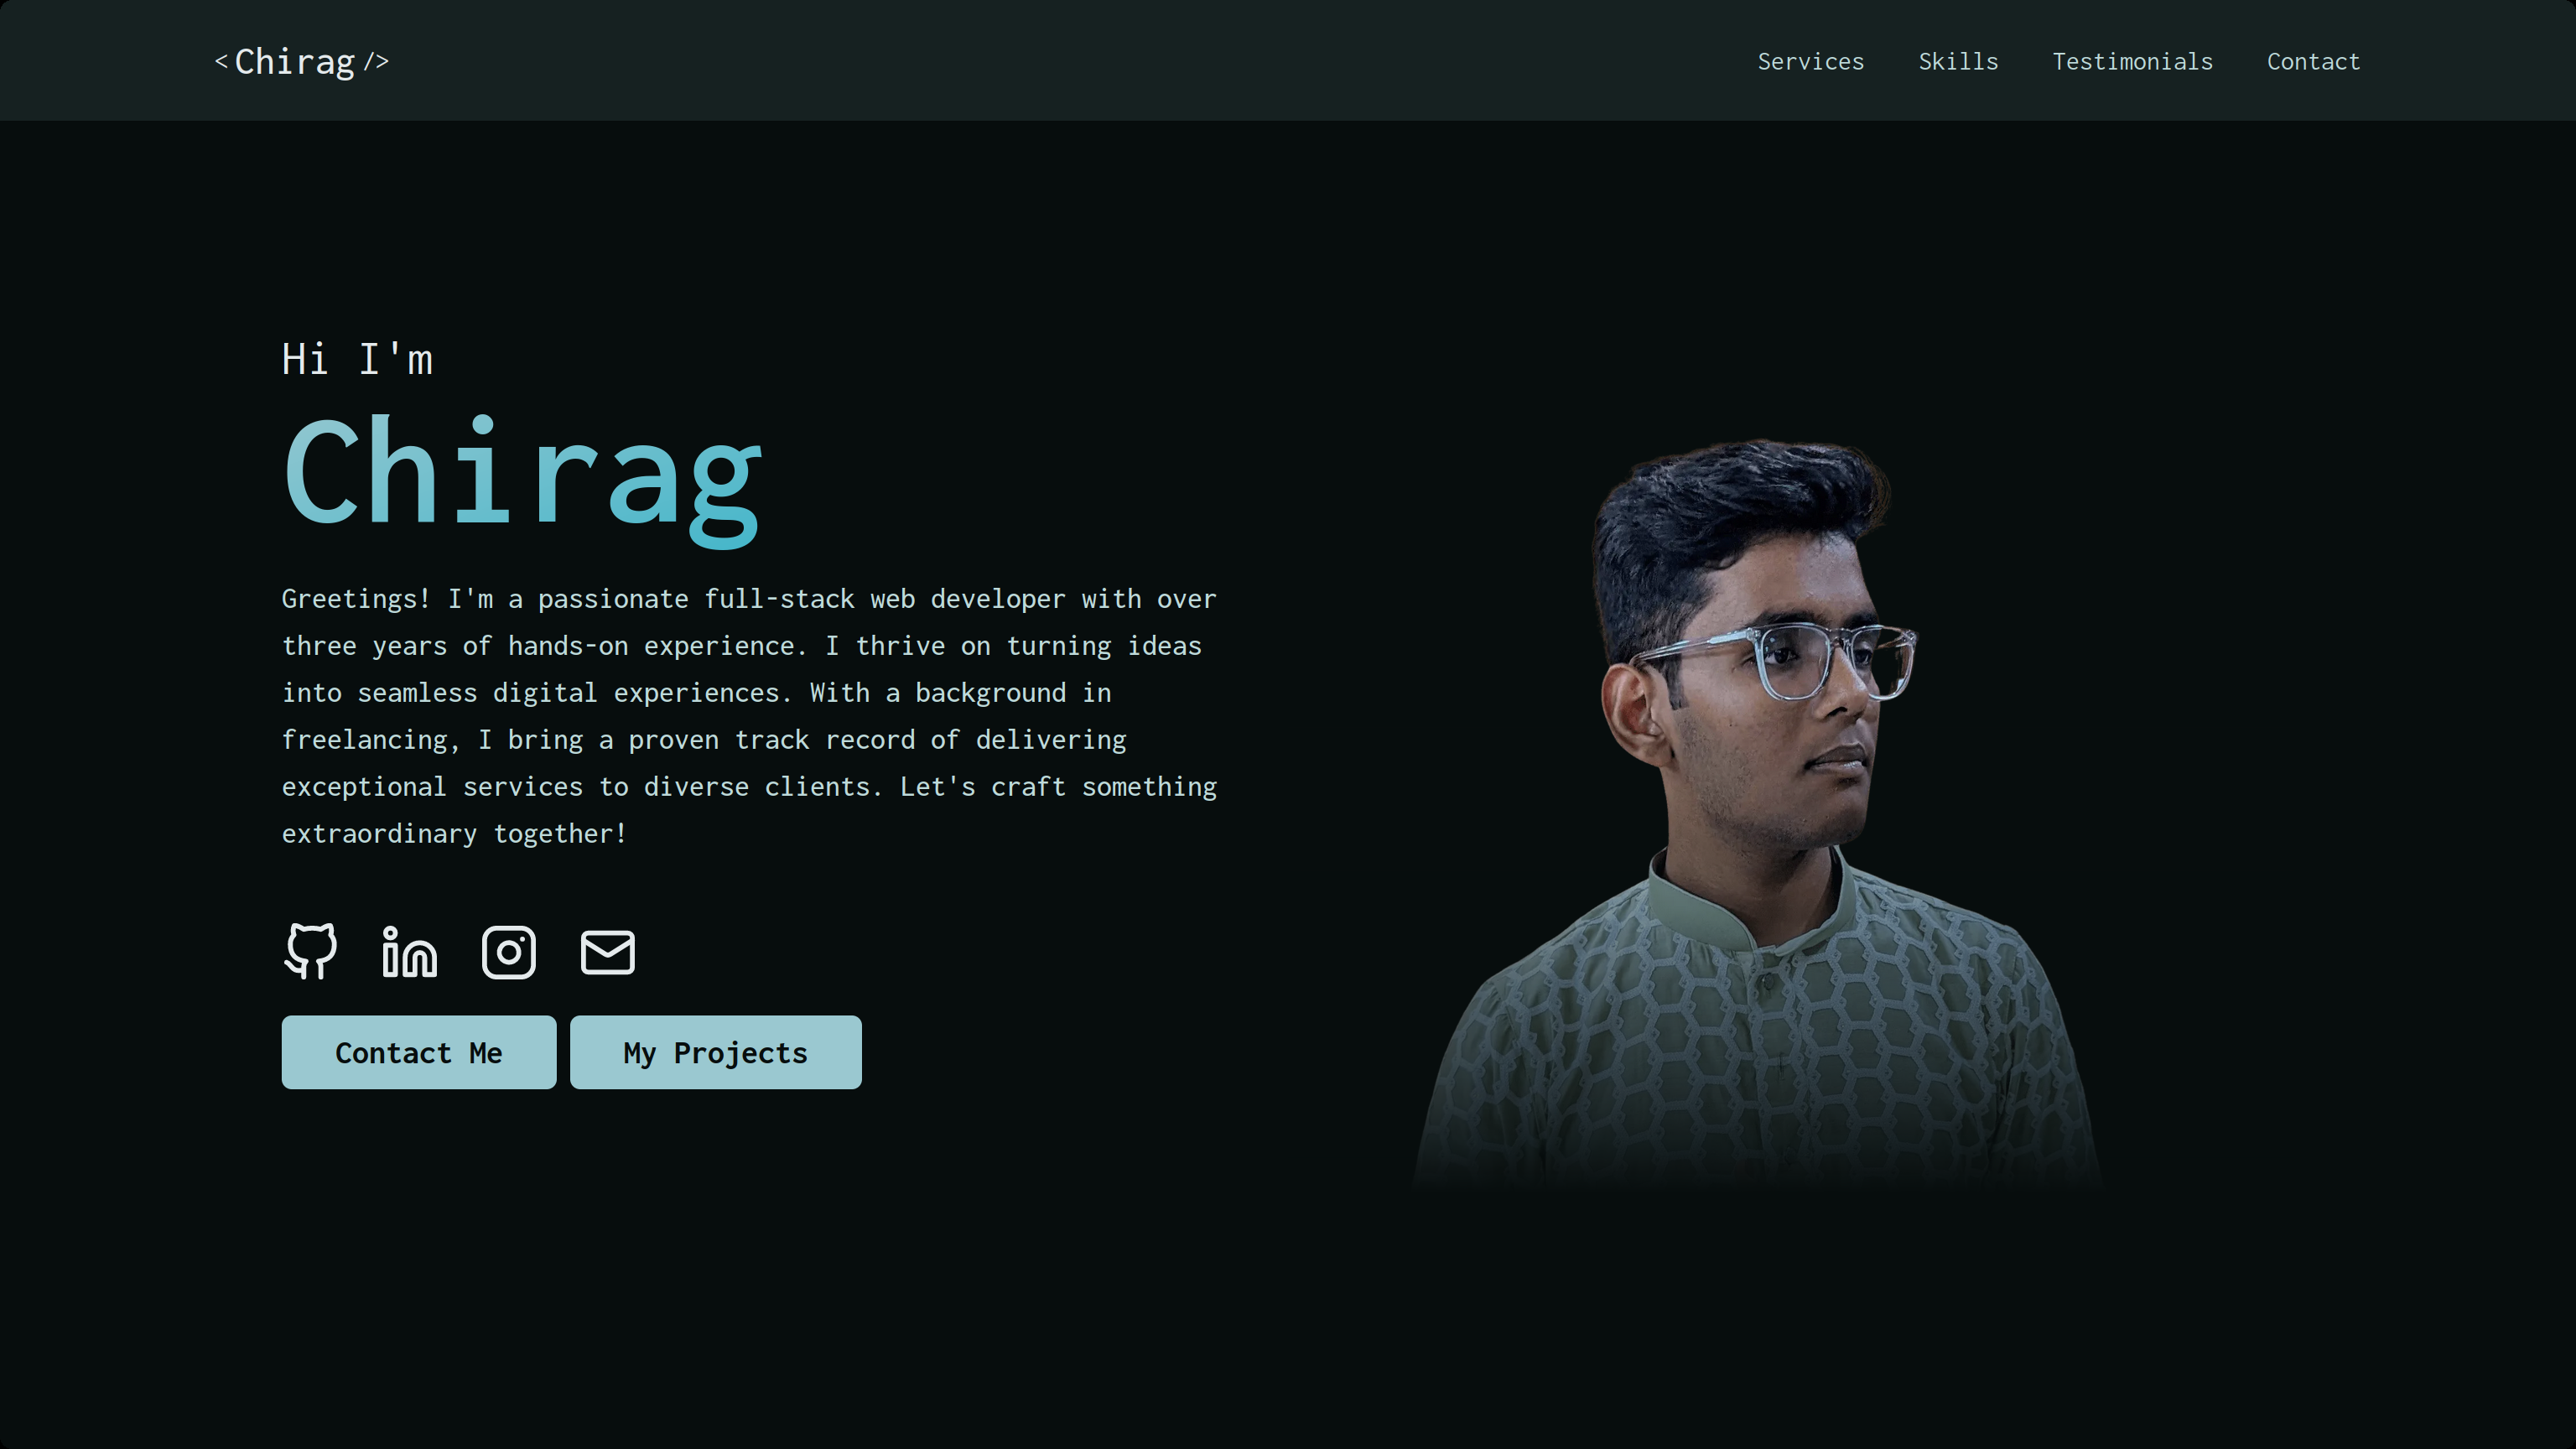 <Chirag/>
Services Skills Testimonials Contact
Hi I'm
Chirag
Greetings! I'm a passionate full-stack web developer with over
three years of hands-on experience. I thrive on turning ideas
into seamless digital experiences. With a background in
freelancing, I bring a proven track record of delivering
exceptional services to diverse clients. Let's craft something
extraordinary together!
in
Contact Me My Projects